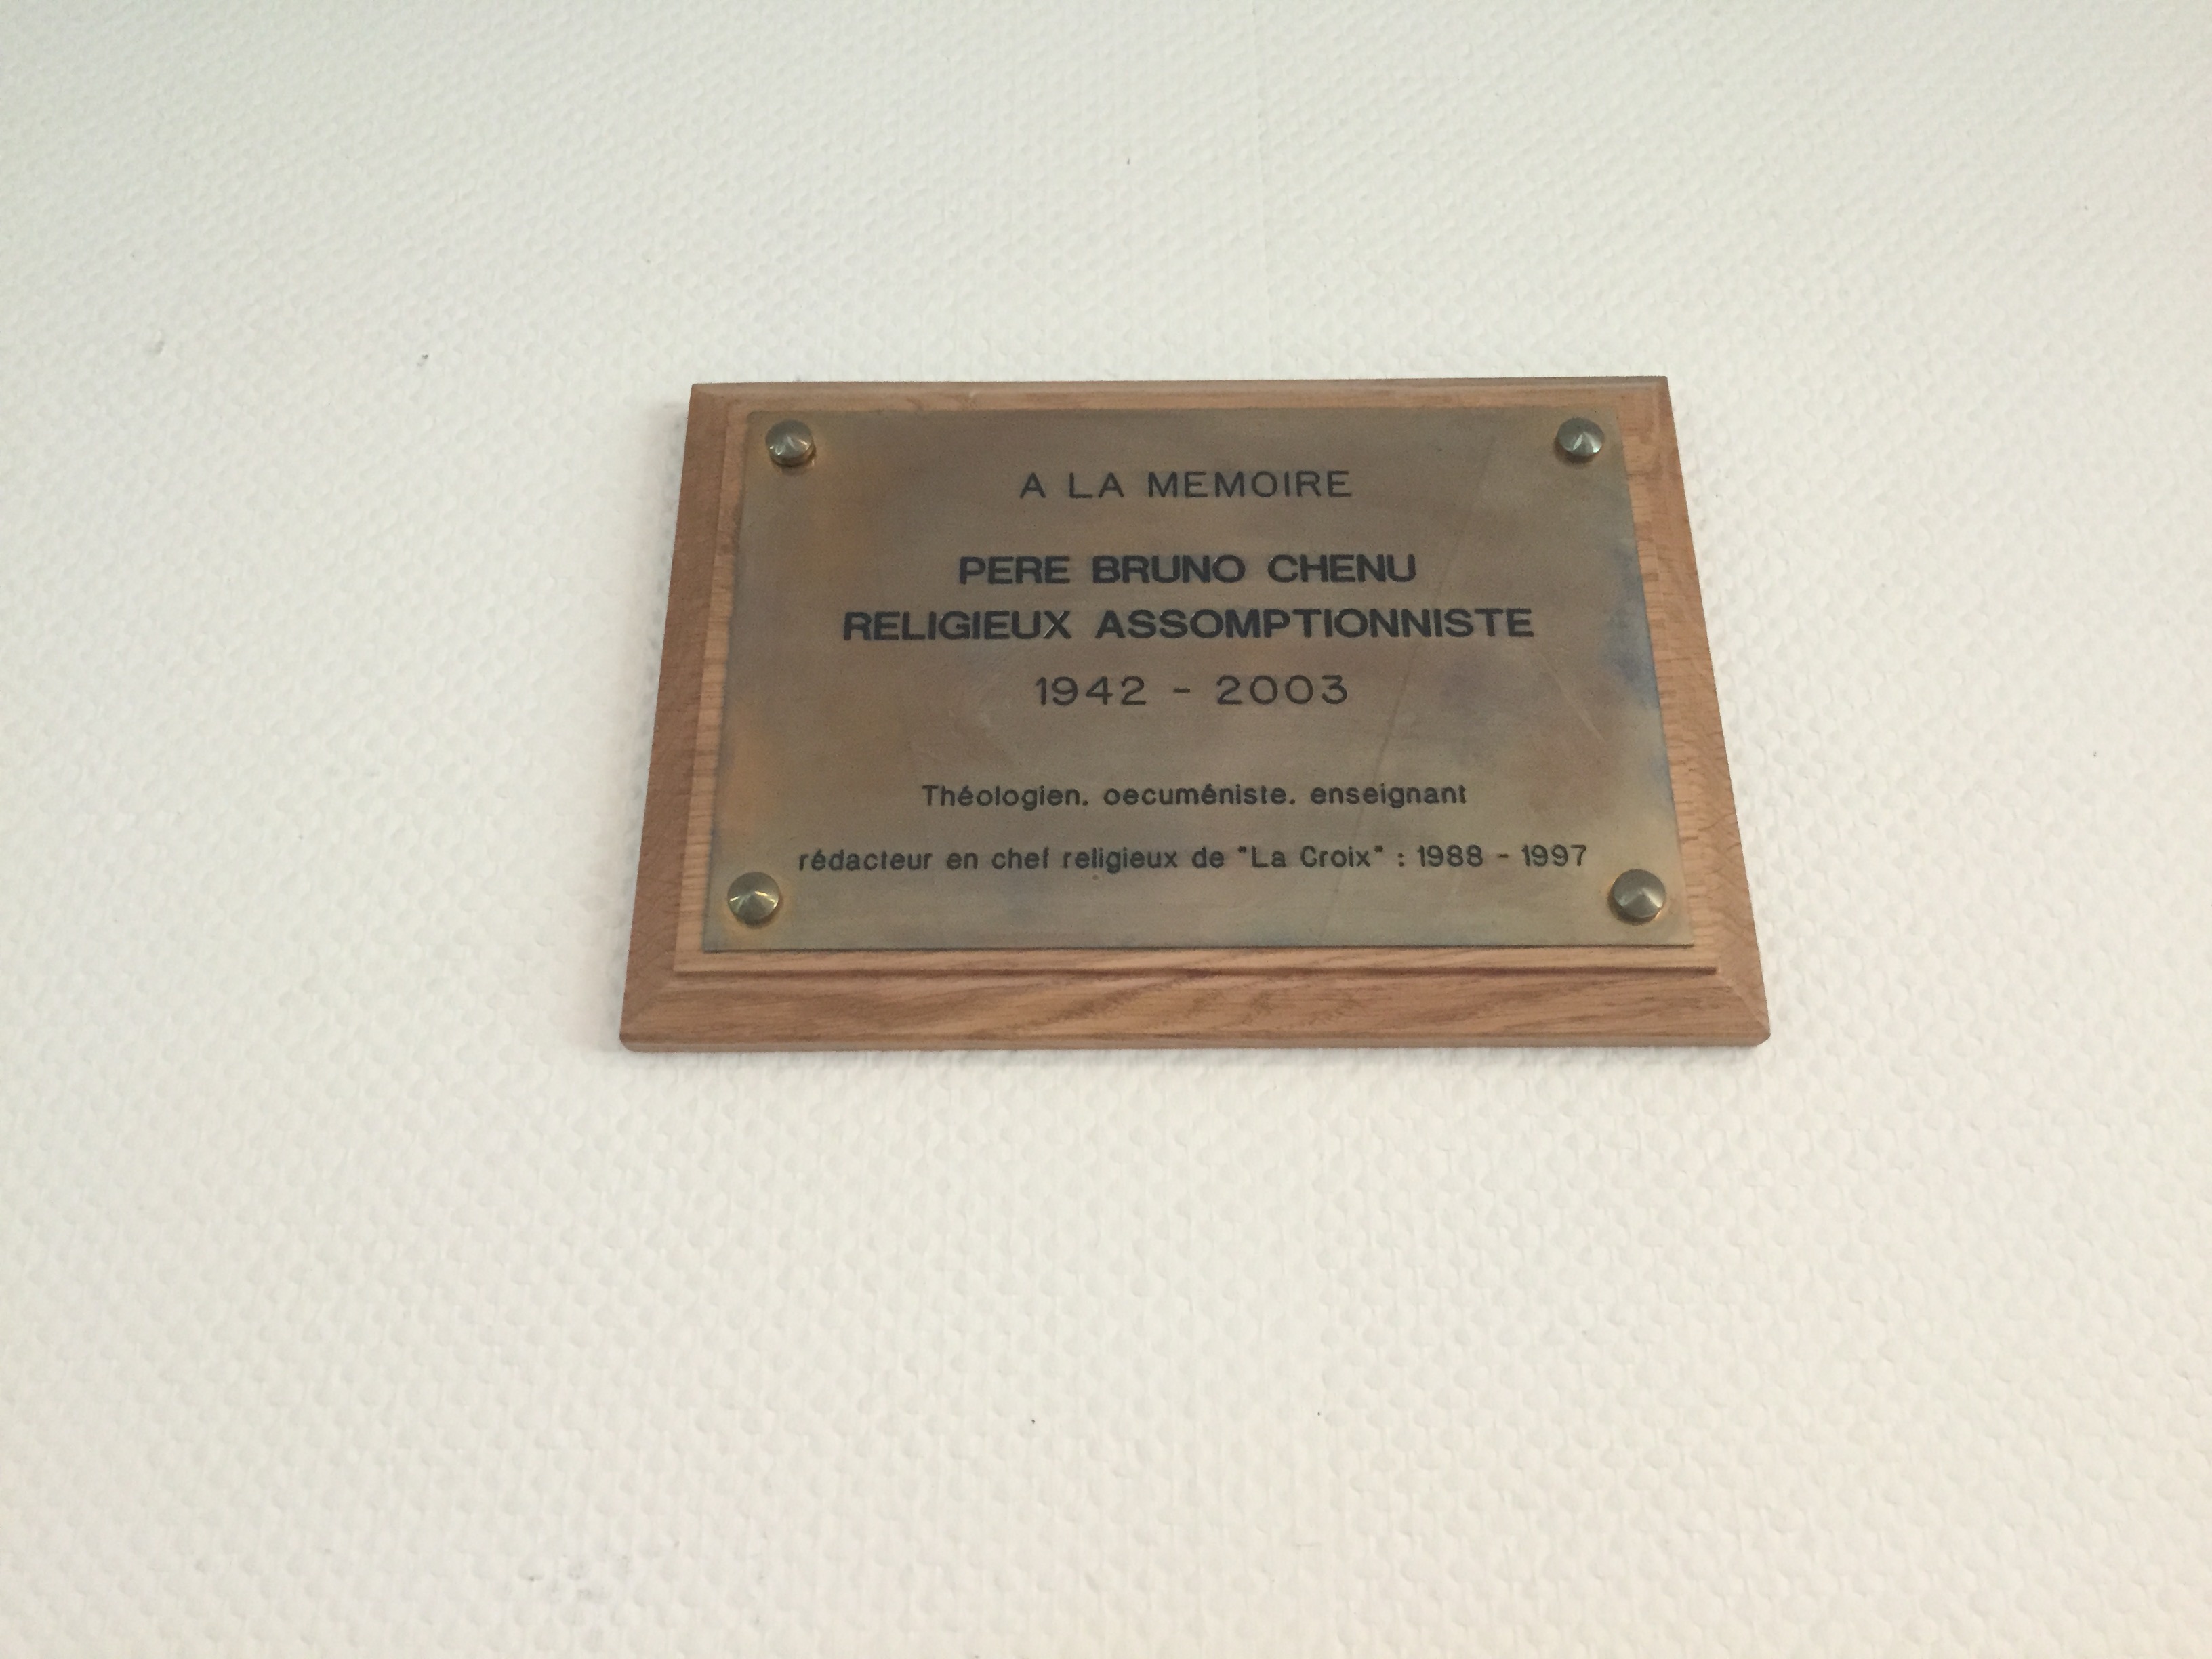 A LA MEMOIRE
PERE BRUNO CHENU
RELIGIEUX ASSOMPTIONNISTE
1942 - 2003
Théologien, oecuméniste, enseignant
rédacteur en chef religieux de "La Croix" : 1988 - 1997